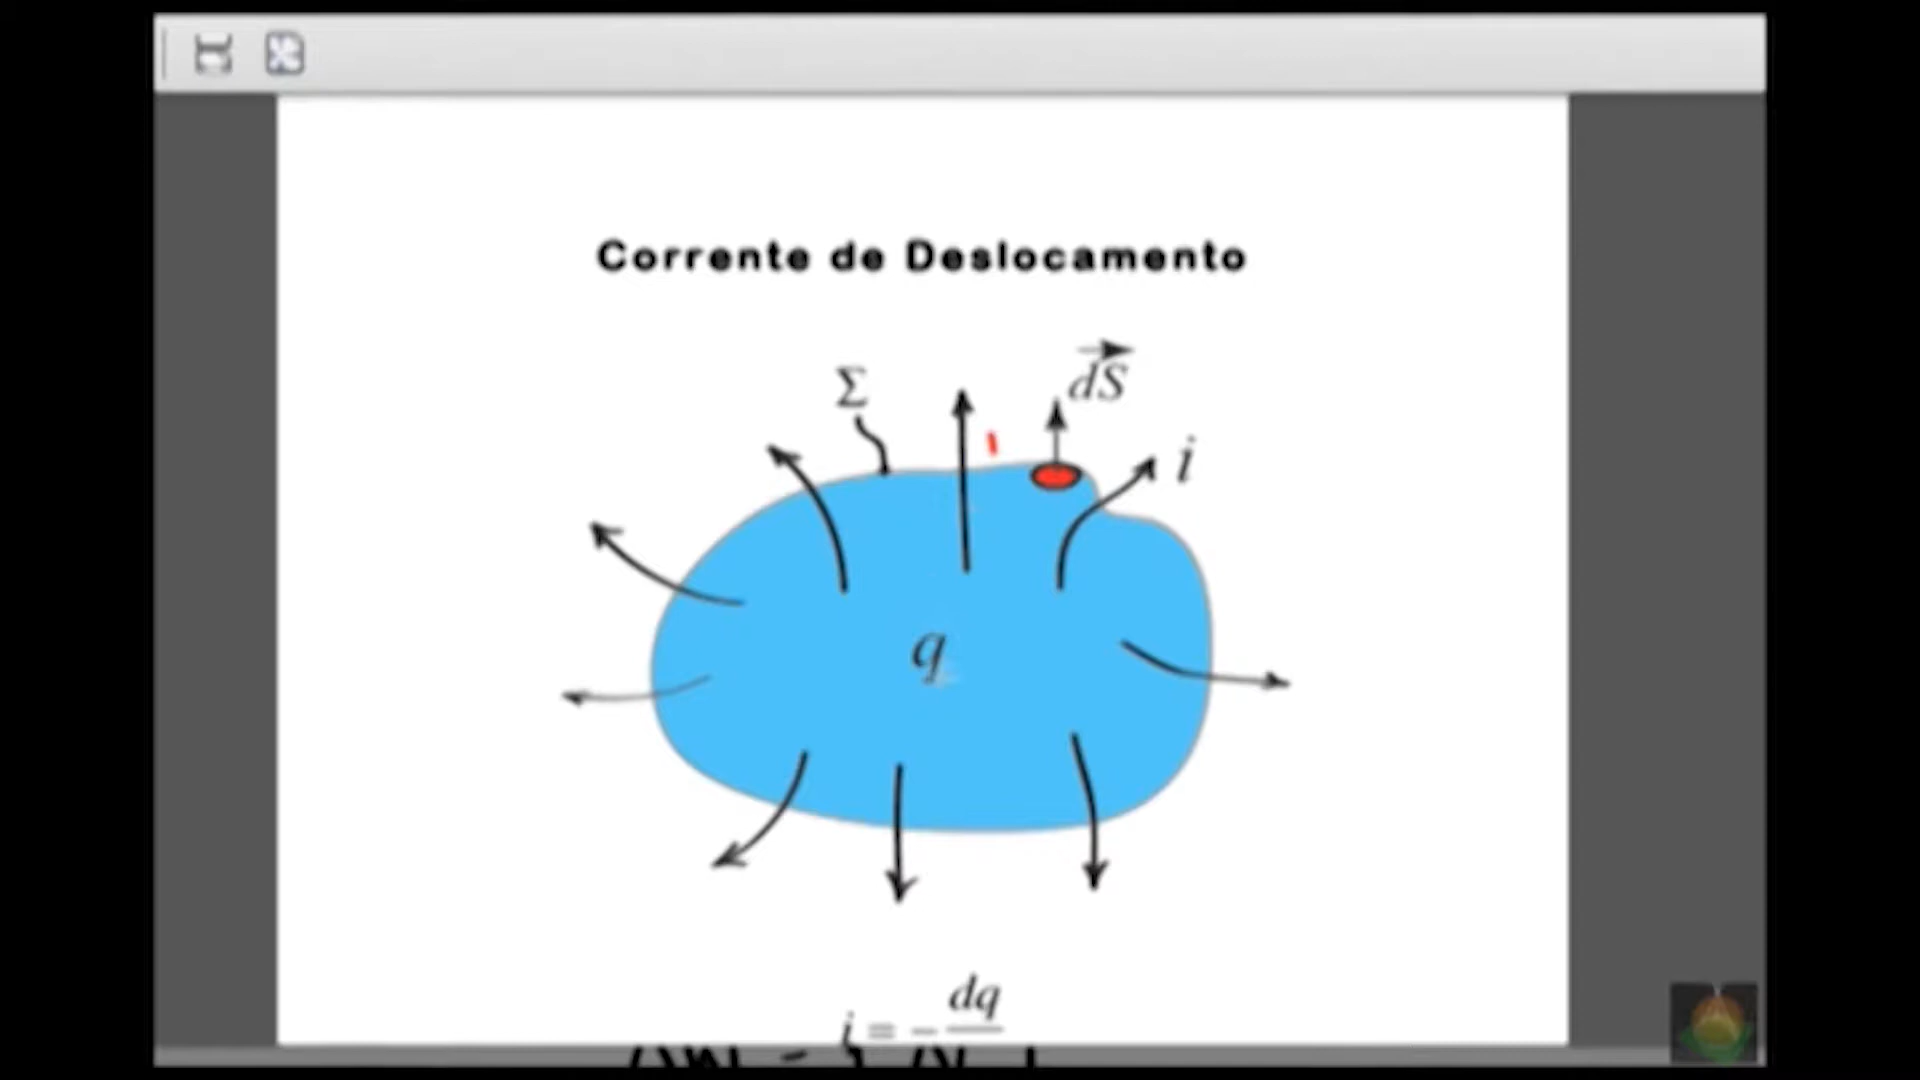 Corrente de Deslocamento
Σ
dS
i
q
i = - dq